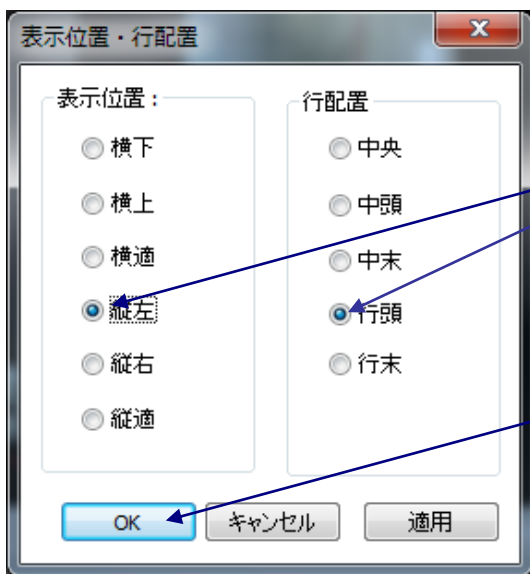 表示位置・行配置
表示位置：
横下
横上
横適
縦左
縦右
縦適
行配置
中央
中頭
中末
行頭
行末
OK
キャンセル
適用